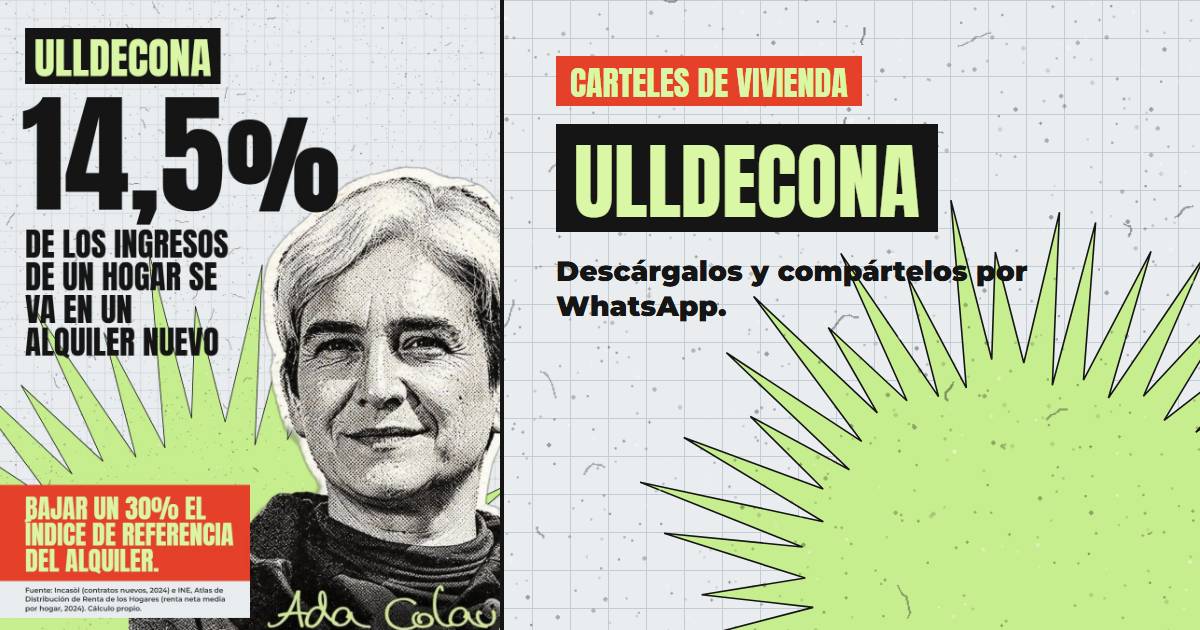 ULLDECONA
14,5%
DE LOS INGRESOS
DE UN HOGAR SE
VA EN UN
ALQUILER NUEVO
BAJAR UN 30% EL
ÍNDICE DE REFERENCIA
DEL ALQUILER.
Fuente: Incasòl (contratos nuevos, 2024) e INE, Atlas de
Distribución de Renta de los Hogares (renta neta media
por hogar, 2024). Cálculo propio.
Ada Colau
CARTELES DE VIVIENDA
ULLDECONA
Descárgalos y compártelos por
WhatsApp.